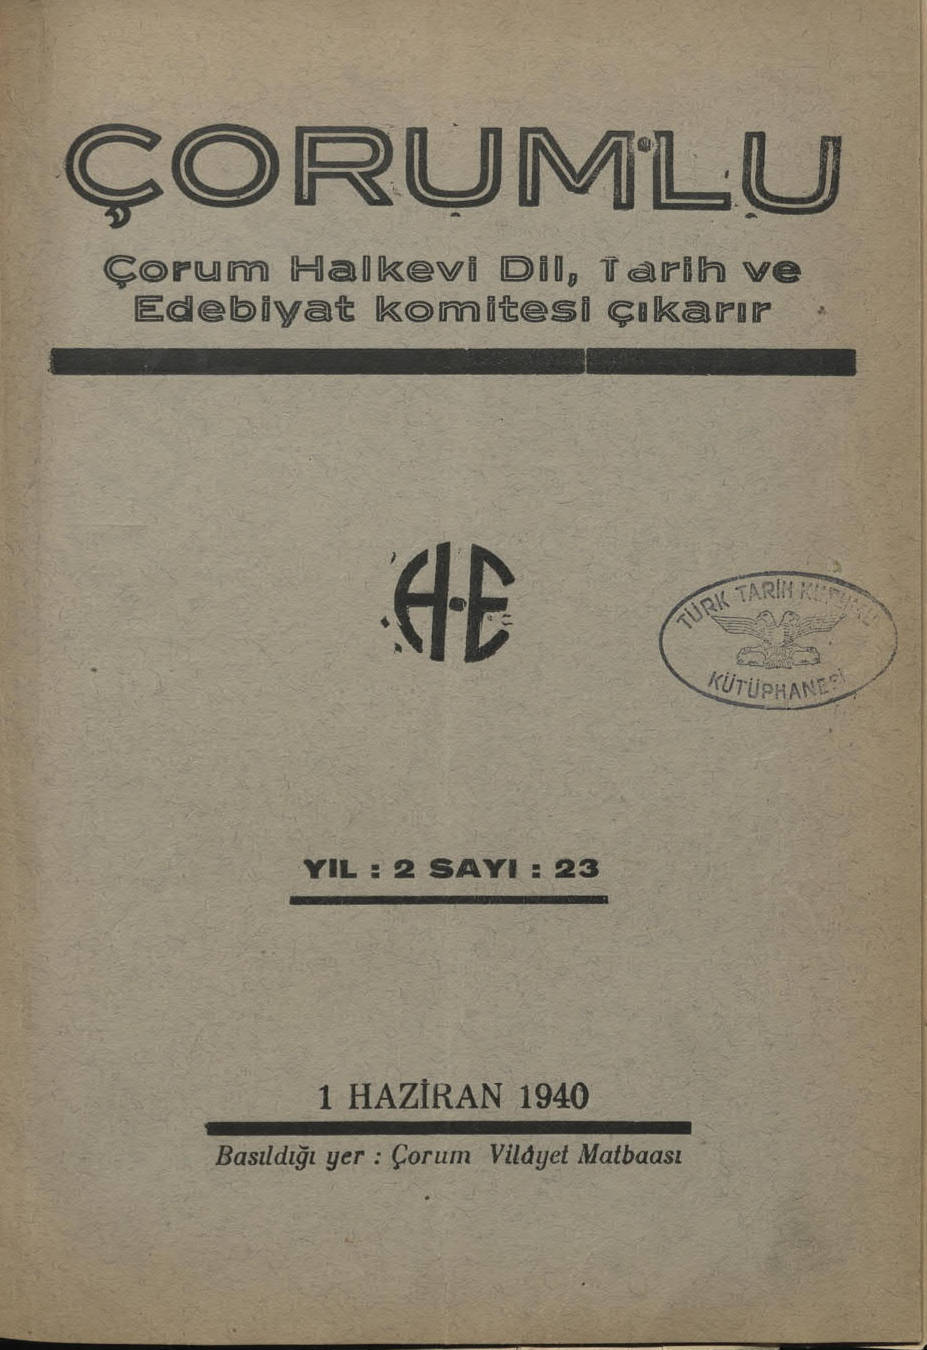 ÇORUMLU
Çorum Halkevi Dil, Tarih ve
Edebiyat komitesi çıkarır
H·E
TÜRK TARİH KURUMU
KÜTÜPHANESİ
YIL : 2 SAYI : 23
1 HAZİRAN 1940
Basıldığı yer : Çorum Vilâyet Matbaası